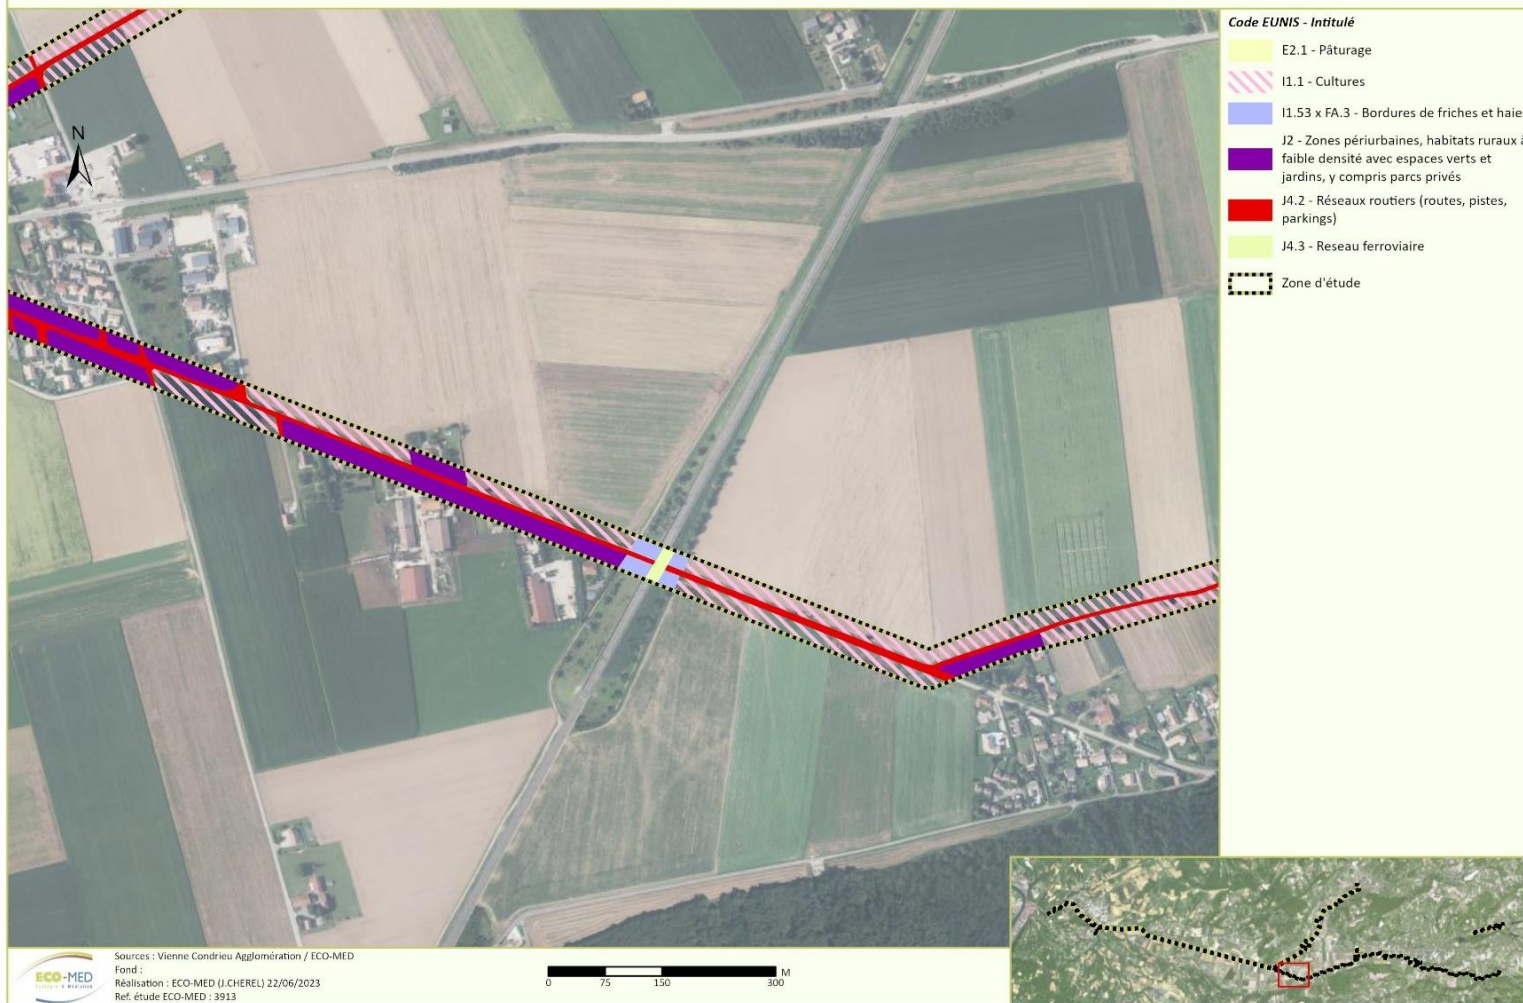 Code EUNIS - Intitulé
E2.1 - Pâturage
I1.1 - Cultures
I1.53 x FA.3 - Bordures de friches et haie
J2 - Zones périurbaines, habitats ruraux à
faible densité avec espaces verts et
jardins, y compris parcs privés
J4.2 - Réseaux routiers (routes, pistes,
parkings)
J4.3 - Reseau ferroviaire
Zone d'étude
N
ECO-MED
Ecologie & Médiation
Sources : Vienne Condrieu Agglomération / ECO-MED
Fond :
Réalisation : ECO-MED (J.CHEREL) 22/06/2023
Ref. étude ECO-MED : 3913
M
0 75 150 300